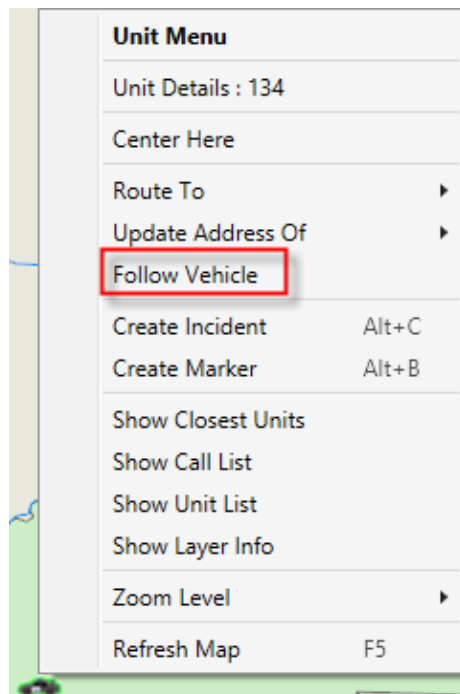 Unit Menu
Unit Details : 134
Center Here
Route To
Update Address Of
Follow Vehicle
Create Incident Alt+C
Create Marker Alt+B
Show Closest Units
Show Call List
Show Unit List
Show Layer Info
Zoom Level
Refresh Map F5